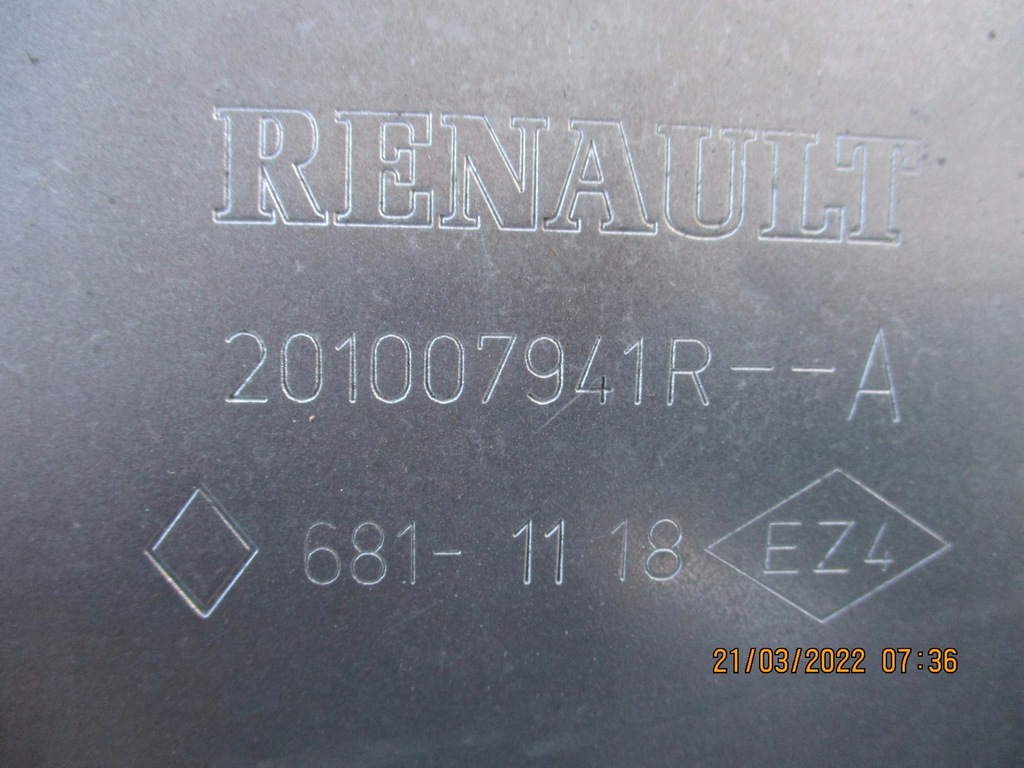 RENAULT
201007941R--A
681- 11 18 EZ4
21/03/2022 07:36